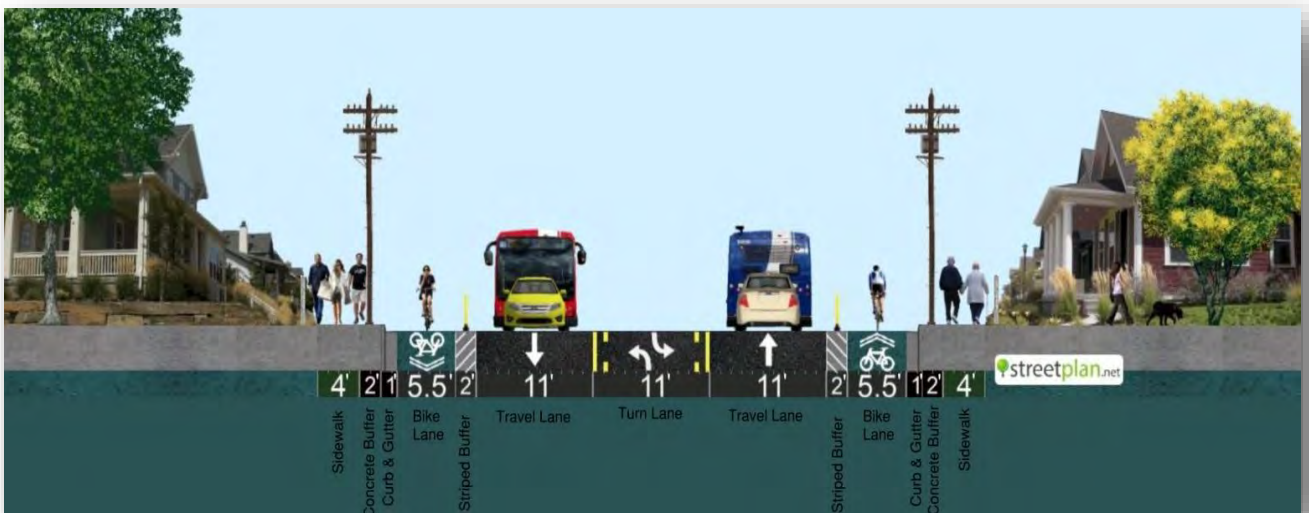 streetplan.net
4' 2' 1' 5.5' 2' 11' 11' 11' 2' 5.5' 1' 2' 4'
Sidewalk
Concrete Buffer
Curb & Gutter
Bike
Lane
Striped Buffer
Travel Lane
Turn Lane
Travel Lane
Striped Buffer
Bike
Lane
Curb & Gutter
Concrete Buffer
Sidewalk